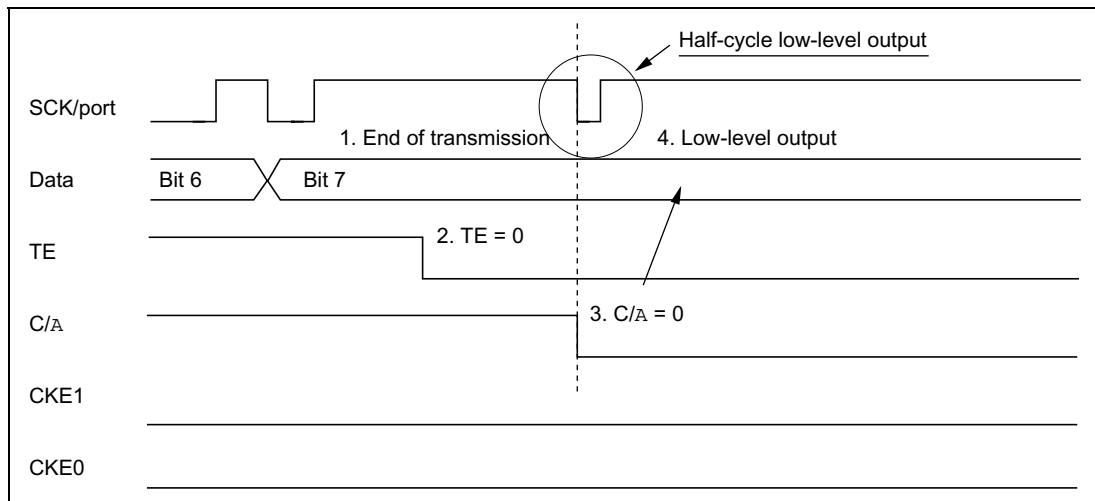 Half-cycle low-level output
SCK/port
1. End of transmission
4. Low-level output
Data
Bit 6
Bit 7
2. TE = 0
TE
3. C/A = 0
C/A
CKE1
CKE0